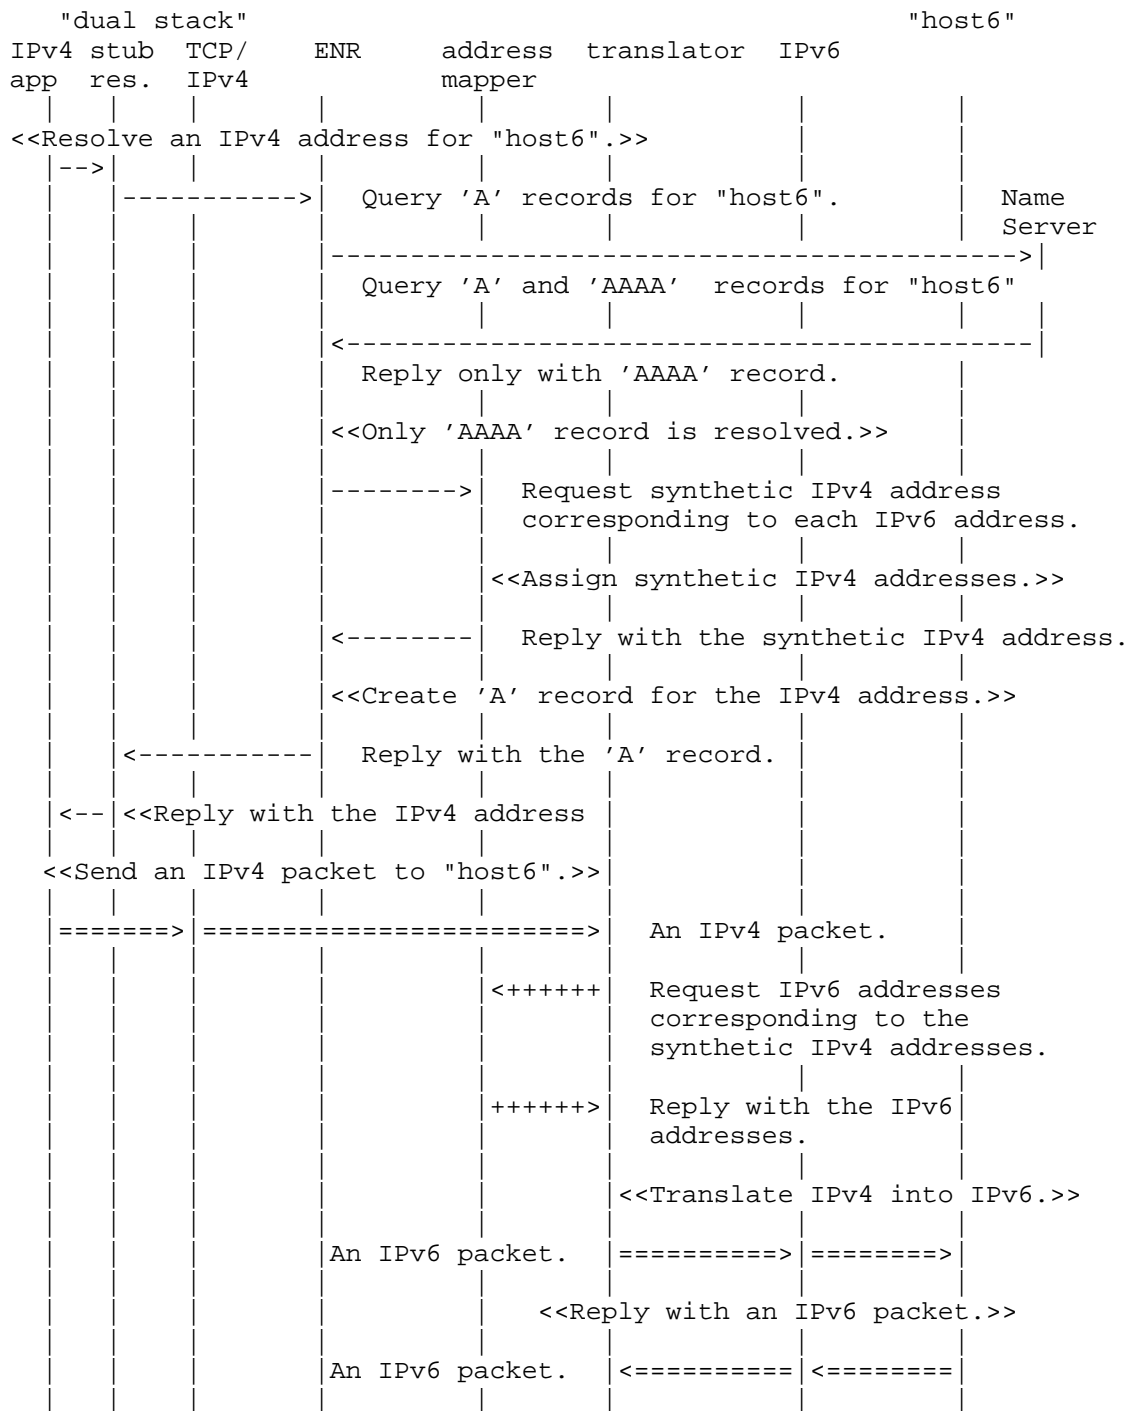 "dual stack" "host6"
IPv4 stub TCP/ ENR address translator IPv6
app res. IPv4 mapper
<<Resolve an IPv4 address for "host6".>>
|-->|
|----------->| Query 'A' records for "host6". Name
Server
|------------------------------------------->|
Query 'A' and 'AAAA' records for "host6"
|<-------------------------------------------|
Reply only with 'AAAA' record.
<<Only 'AAAA' record is resolved.>>
|-------->| Request synthetic IPv4 address
corresponding to each IPv6 address.
<<Assign synthetic IPv4 addresses.>>
|<--------| Reply with the synthetic IPv4 address.
<<Create 'A' record for the IPv4 address.>>
|<-----------| Reply with the 'A' record.
|<--|<<Reply with the IPv4 address
<<Send an IPv4 packet to "host6".>>
|=======>|========================>| An IPv4 packet.
|<++++++| Request IPv6 addresses
corresponding to the
synthetic IPv4 addresses.
|++++++>| Reply with the IPv6
addresses.
<<Translate IPv4 into IPv6.>>
An IPv6 packet. |==========>|========>|
<<Reply with an IPv6 packet.>>
An IPv6 packet. |<==========|<========|